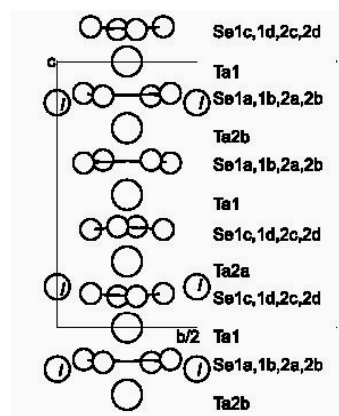 Se1c,1d,2c,2d
c
Ta1
Se1a,1b,2a,2b
I I
Ta2b
Se1a,1b,2a,2b
Ta1
Se1c,1d,2c,2d
Ta2a
I I
Se1c,1d,2c,2d
b/2 Ta1
Se1a,1b,2a,2b
I I
Ta2b